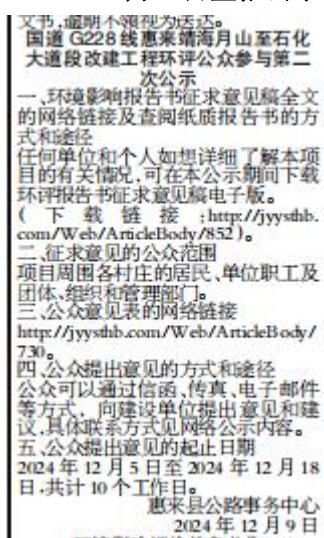 文书,逾期不领视为送达。
国道 G228 线惠来靖海月山至石化
大道段改建工程环评公众参与第二
次公示
一、环境影响报告书征求意见稿全文
的网络链接及查阅纸质报告书的方
式和途径
任何单位和个人如想详细了解本项
目的有关情况,可在本公示期间下载
环评报告书征求意见稿电子版。
(下载链接:http://jyysthb.
com/Web/ArticleBody/852)。
二、征求意见的公众范围
项目周围各村庄的居民、单位职工及
团体、组织和管理部门。
三、公众意见表的网络链接
http://jyysthb.com/Web/ArticleBody/
730。
四、公众提出意见的方式和途径
公众可以通过信函、传真、电子邮件
等方式，向建设单位提出意见和建
议,具体联系方式见网络公示内容。
五、公众提出意见的起止日期
2024 年 12 月 5 日至 2024 年 12 月 18
日,共计 10 个工作日。
惠来县公路事务中心
2024 年 12 月 9 日